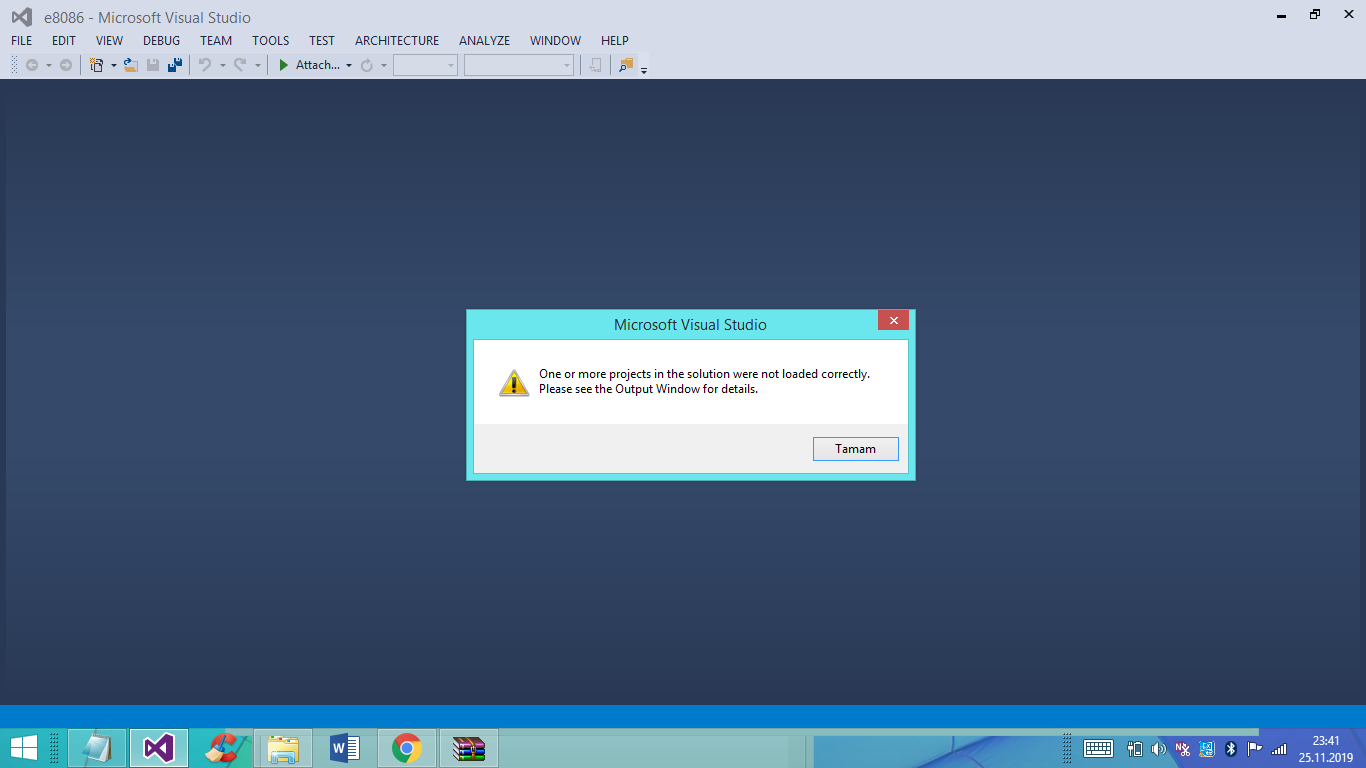 e8086 - Microsoft Visual Studio
FILE EDIT VIEW DEBUG TEAM TOOLS TEST ARCHITECTURE ANALYZE WINDOW HELP
Attach...
Microsoft Visual Studio
One or more projects in the solution were not loaded correctly.
Please see the Output Window for details.
Tamam
23:41
25.11.2019